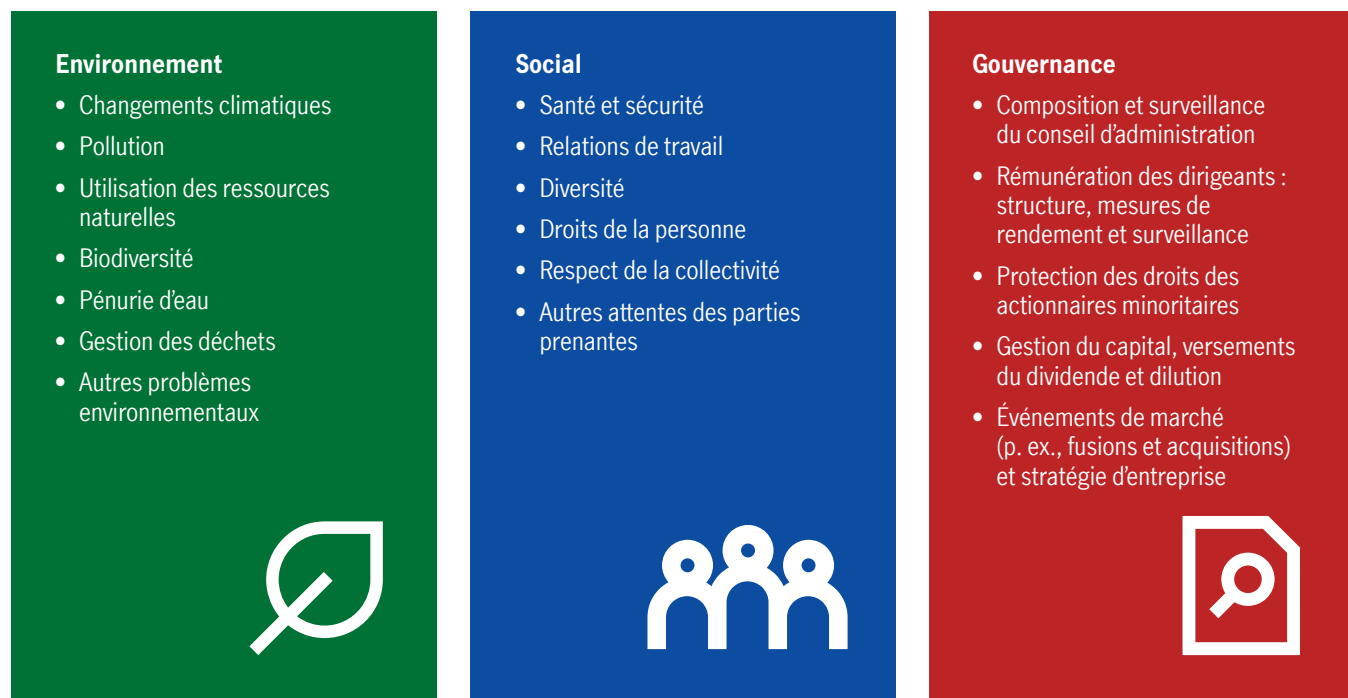 Environnement
• Changements climatiques
• Pollution
• Utilisation des ressources
naturelles
• Biodiversité
• Pénurie d’eau
• Gestion des déchets
• Autres problèmes
environnementaux
Social
• Santé et sécurité
• Relations de travail
• Diversité
• Droits de la personne
• Respect de la collectivité
• Autres attentes des parties
prenantes
Gouvernance
• Composition et surveillance
du conseil d’administration
• Rémunération des dirigeants :
structure, mesures de
rendement et surveillance
• Protection des droits des
actionnaires minoritaires
• Gestion du capital, versements
du dividende et dilution
• Événements de marché
(p. ex., fusions et acquisitions)
et stratégie d’entreprise